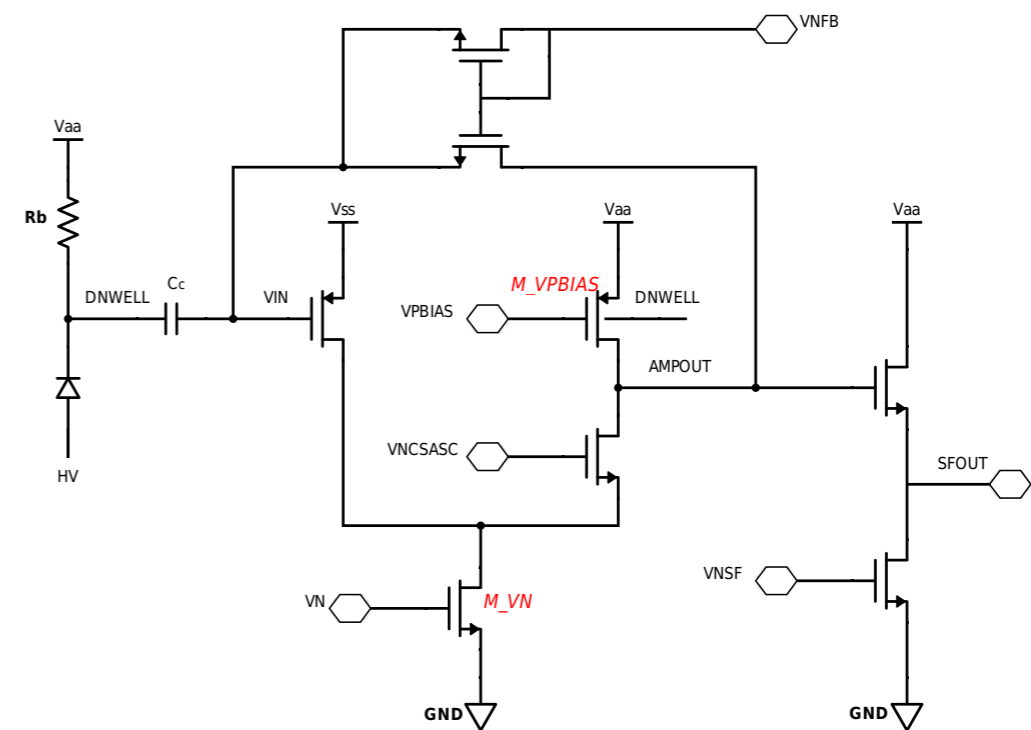 VNFB
Vaa
Rb
Vss
Vaa
Vaa
M_VPBIAS
DNWELL
Cc
VIN
VPBIAS
DNWELL
AMPOUT
VNCSASC
SFOUT
HV
VNSF
VN
M_VN
GND
GND